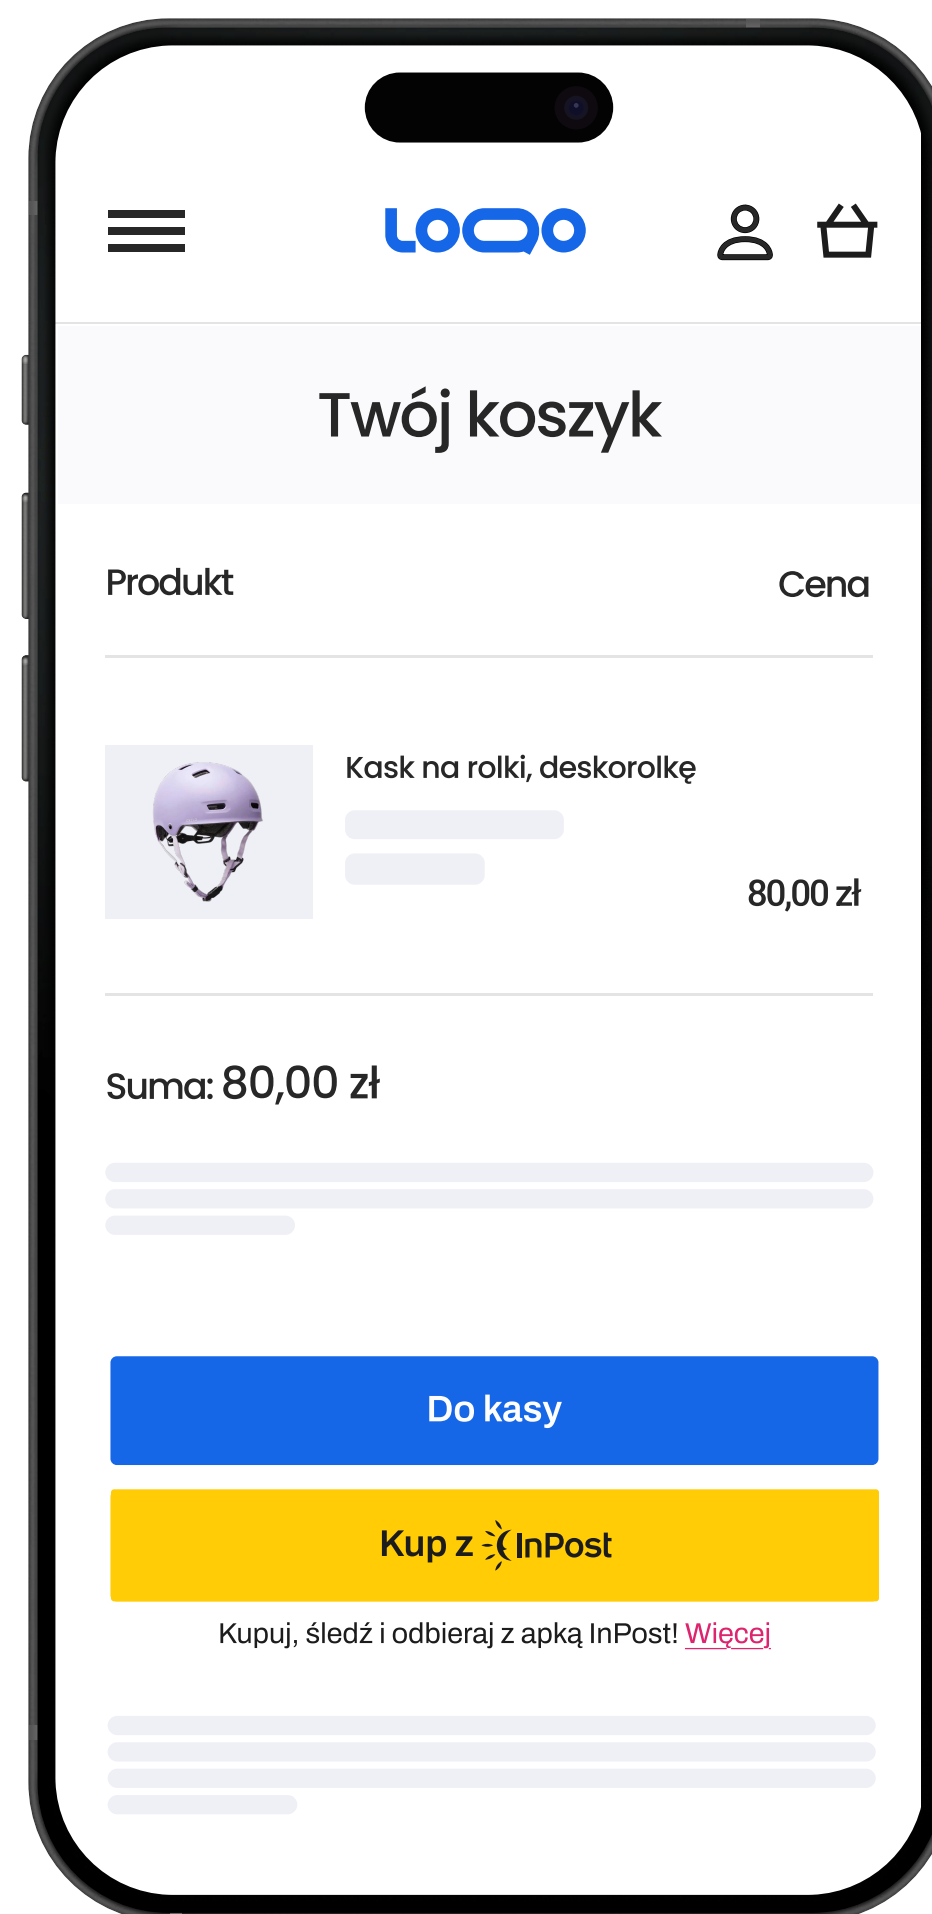 LOQO
Twój koszyk
Produkt
Cena
Kask na rolki, deskorolkę
80,00 zł
Suma: 80,00 zł
Do kasy
Kup z InPost
Kupuj, śledź i odbieraj z apką InPost! Więcej